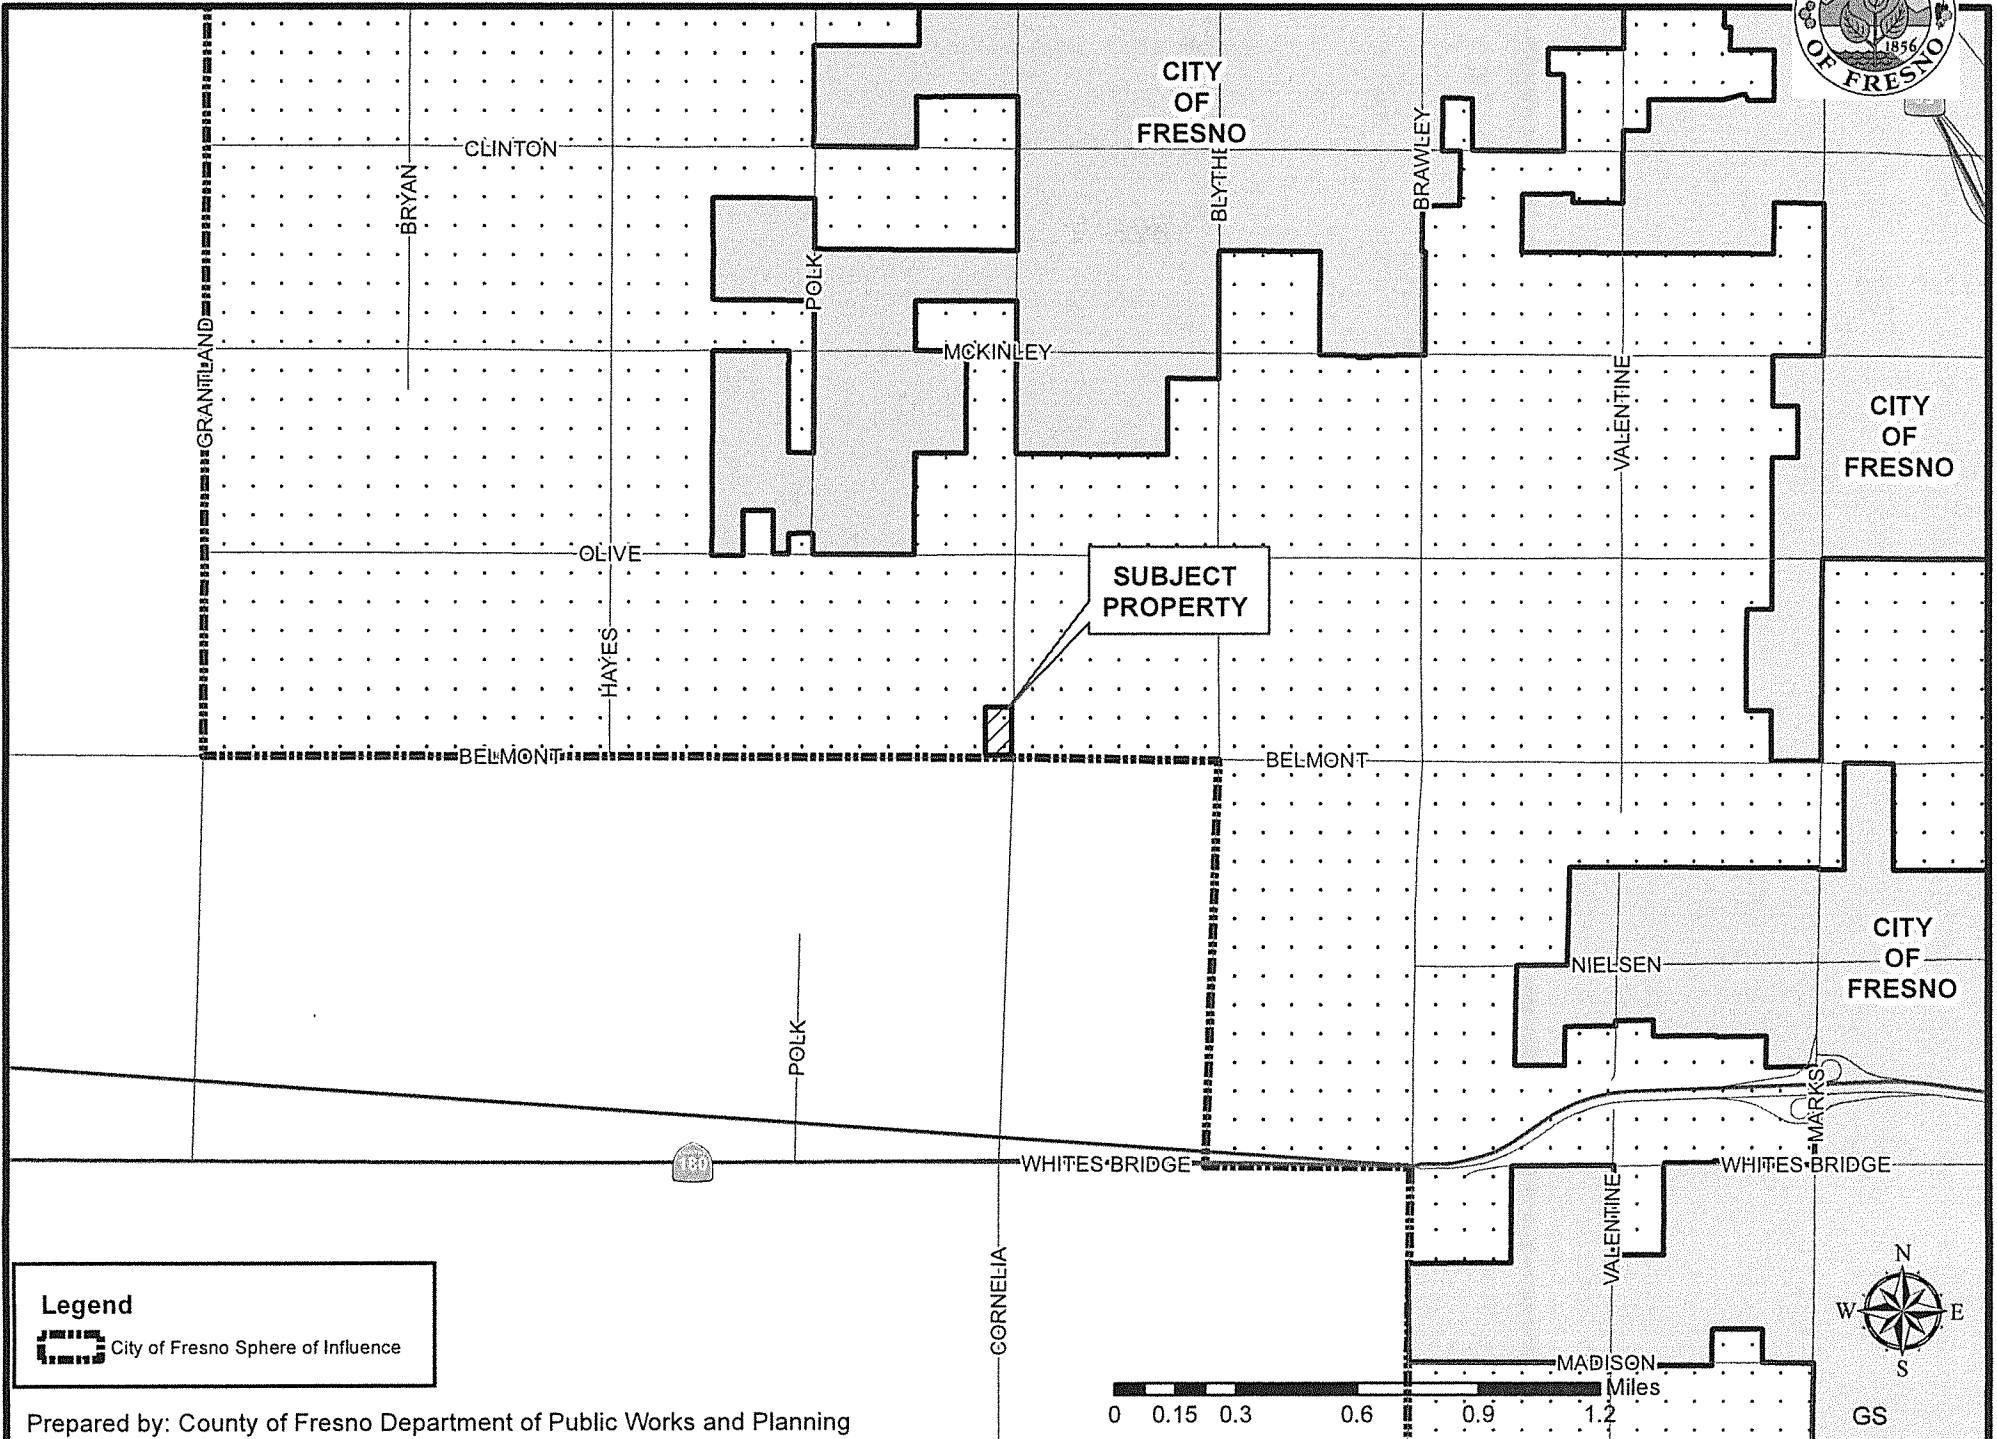 1856
OF FRESNO
CITY
OF
FRESNO
CLINTON
BRYAN
BLYTHE
BRAWLEY
POLK
GRANTLAND
MCKINLEY
VALENTINE
CITY
OF
FRESNO
OLIVE
SUBJECT
PROPERTY
HAYES
BELMONT
BELMONT
CITY
OF
FRESNO
NIELSEN
POLK
MARKS
180
WHITES BRIDGE
WHITES BRIDGE
VALENTINE
CORNELIA
N
W
E
S
Legend
City of Fresno Sphere of Influence
MADISON
Miles
0 0.15 0.3 0.6 0.9 1.2
GS
Prepared by: County of Fresno Department of Public Works and Planning